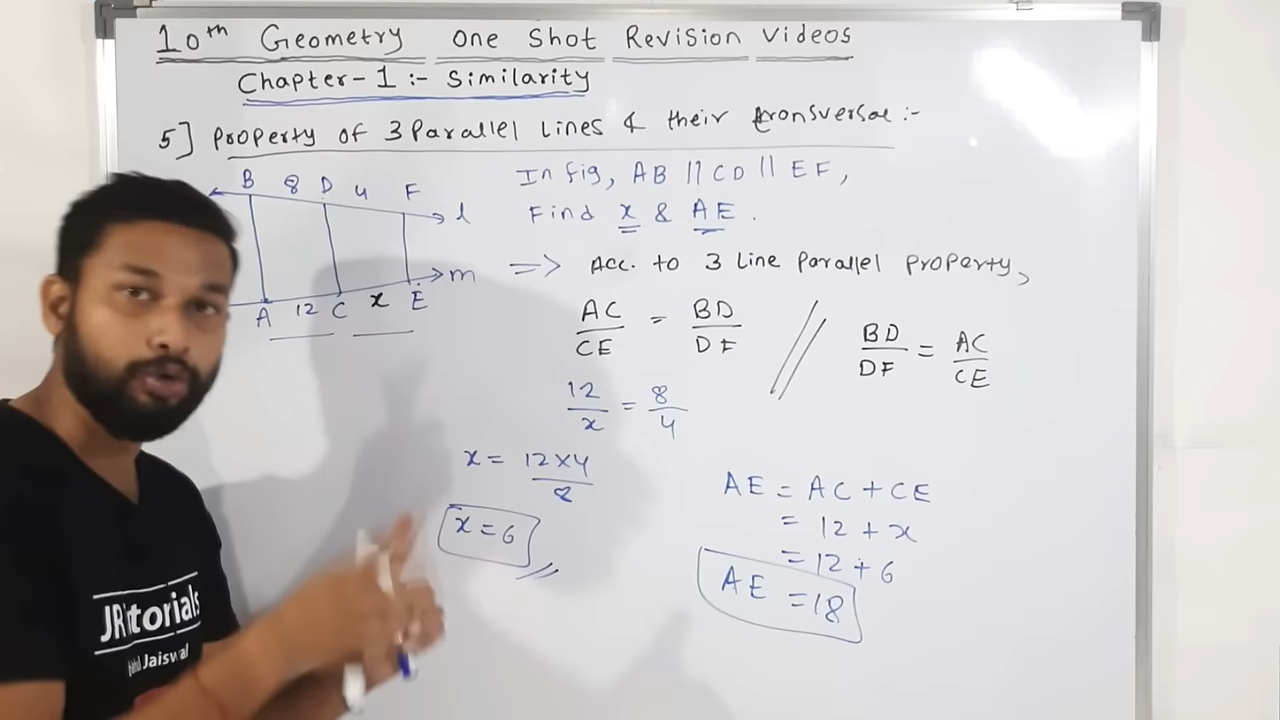 10th Geometry One Shot Revision Videos
Chapter-1 :- Similarity
5] Property of 3 Parallel Lines & their transversal :-
B 8 D 4 F
l
m
A 12 C x E
In fig, AB || CD || EF,
Find x & AE.
=> Acc. to 3 Line Parallel Property,
AC/CE = BD/DF // BD/DF = AC/CE
12/x = 8/4
x = 12×4/8
x = 6
AE = AC + CE
= 12 + x
= 12 + 6
AE = 18
Jaiswal